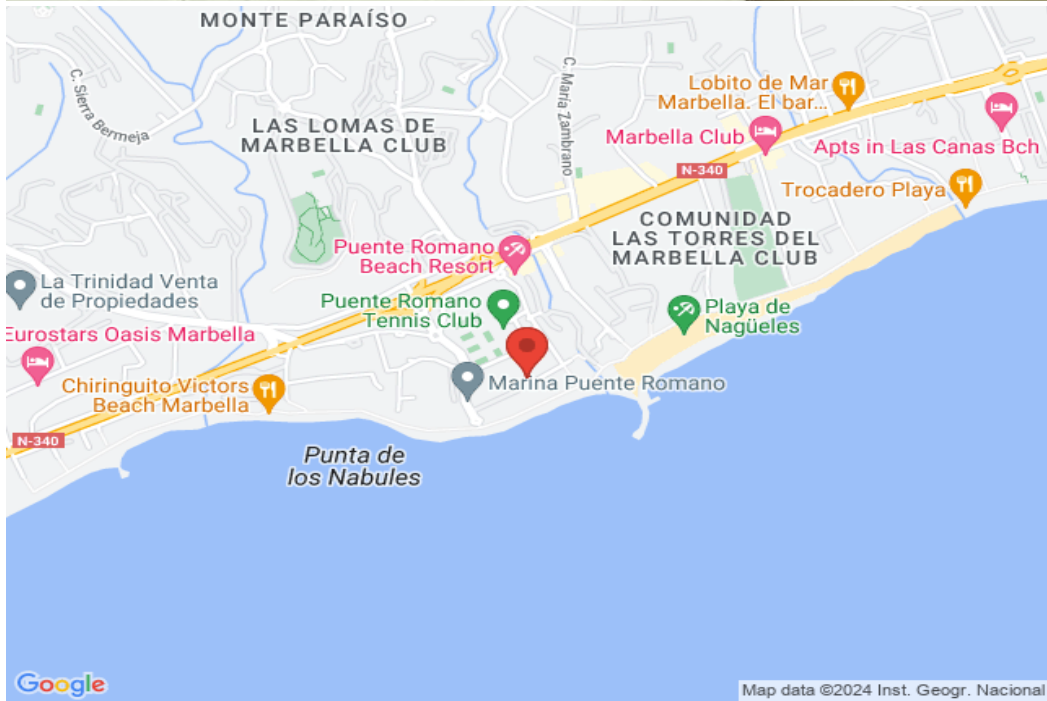 MONTE PARAÍSO
C. Sierra Bermeja
C. María Zambrano
Lobito de Mar
Marbella. El bar...
LAS LOMAS DE
MARBELLA CLUB
Marbella Club
Apts in Las Canas Bch
N-340
Trocadero Playa
COMUNIDAD
LAS TORRES DEL
MARBELLA CLUB
Puente Romano
Beach Resort
La Trinidad Venta
de Propiedades
Puente Romano
Tennis Club
Playa de
Nagüeles
Eurostars Oasis Marbella
Chiringuito Victors
Beach Marbella
Marina Puente Romano
N-340
Punta de
los Nabules
Google
Map data ©2024 Inst. Geogr. Nacional